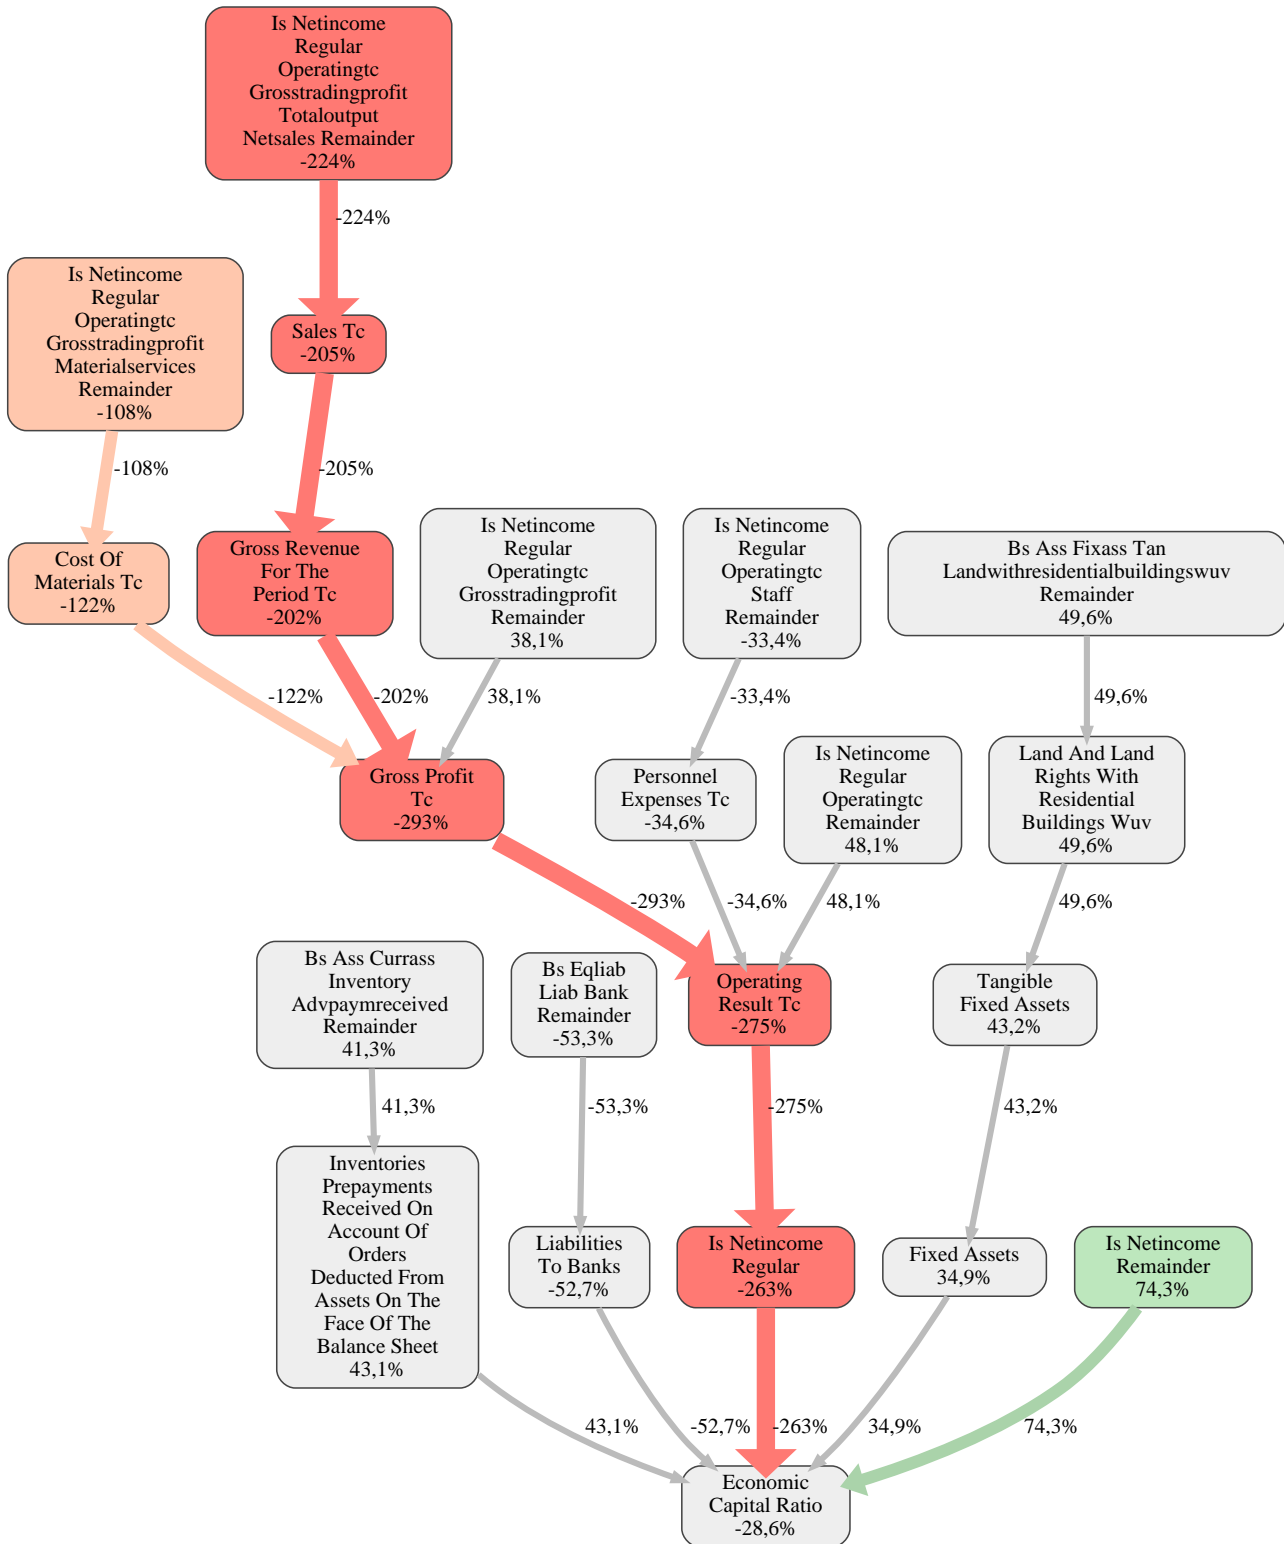 Is Netincome
Regular
Operatingtc
Grosstradingprofit
Totaloutput
Netsales Remainder
-224%
-224%
Is Netincome
Regular
Operatingtc
Grosstradingprofit
Materialservices
Remainder
-108%
Sales Tc
-205%
-108%
-205%
Cost Of
Materials Tc
-122%
Gross Revenue
For The
Period Tc
-202%
Is Netincome
Regular
Operatingtc
Grosstradingprofit
Remainder
38,1%
Is Netincome
Regular
Operatingtc
Staff
Remainder
-33,4%
Bs Ass Fixass Tan
Landwithresidentialbuildingswuv
Remainder
49,6%
-122%
-202%
38,1%
-33,4%
49,6%
Gross Profit
Tc
-293%
Personnel
Expenses Tc
-34,6%
Is Netincome
Regular
Operatingtc
Remainder
48,1%
Land And Land
Rights With
Residential
Buildings Wuv
49,6%
-293%
-34,6%
48,1%
49,6%
Bs Ass Currass
Inventory
Advpaymreceived
Remainder
41,3%
Bs Eqliab
Liab Bank
Remainder
-53,3%
Operating
Result Tc
-275%
Tangible
Fixed Assets
43,2%
41,3%
-53,3%
-275%
43,2%
Inventories
Prepayments
Received On
Account Of
Orders
Deducted From
Assets On The
Face Of The
Balance Sheet
43,1%
Liabilities
To Banks
-52,7%
Is Netincome
Regular
-263%
Fixed Assets
34,9%
Is Netincome
Remainder
74,3%
43,1%
-52,7%
-263%
34,9%
74,3%
Economic
Capital Ratio
-28,6%